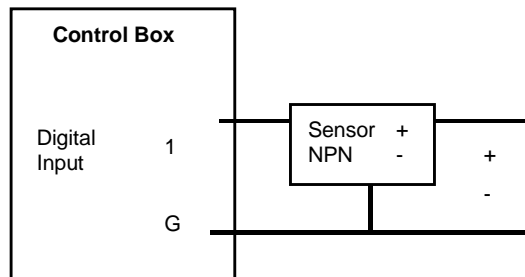 Control Box
Digital
Input
1
G
Sensor +
NPN -
+
-